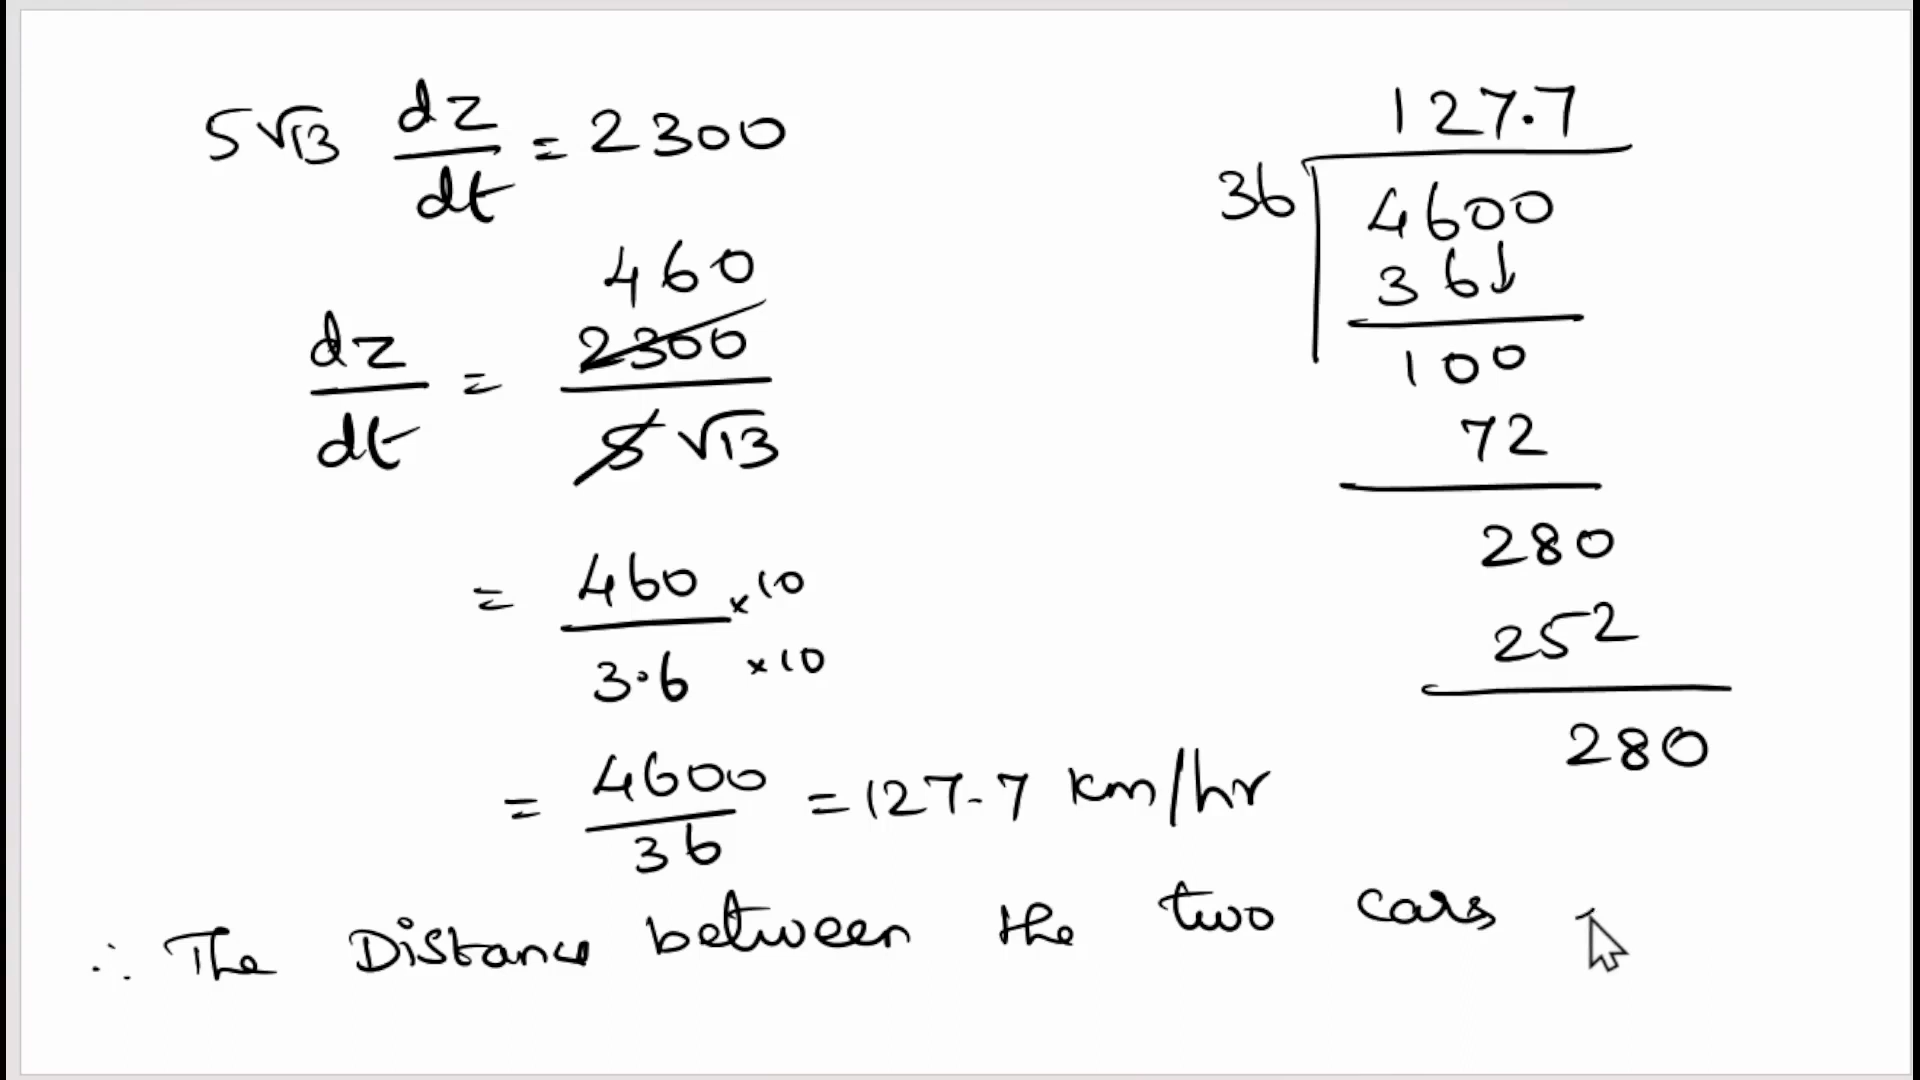 5√13 dz/dt = 2300
460
dz/dt = 2300/5√13
= 460/3.6 ×10 ×10
= 4600/36 = 127.7 km/hr
∴ The Distance between the two cars
127.7
36 4600
36↓
100
72
280
252
280